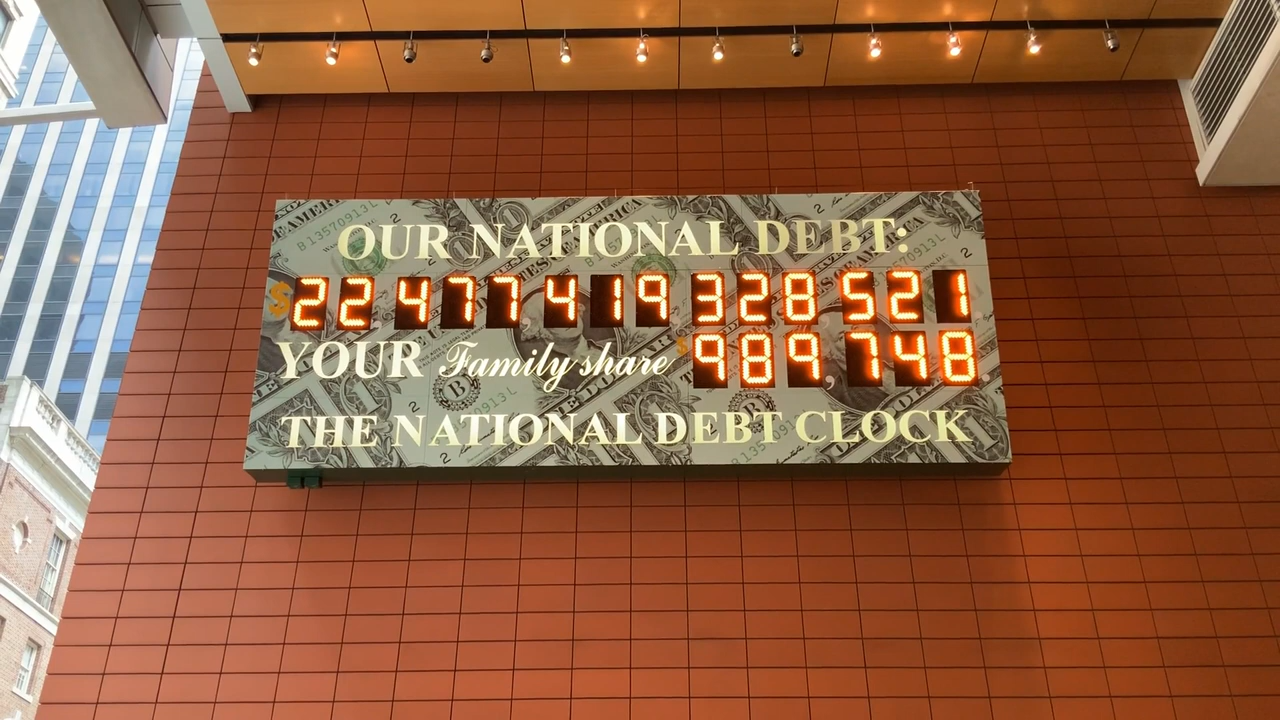 OUR NATIONAL DEBT:
$22 477 419 328 521
YOUR Family share $989,748
THE NATIONAL DEBT CLOCK